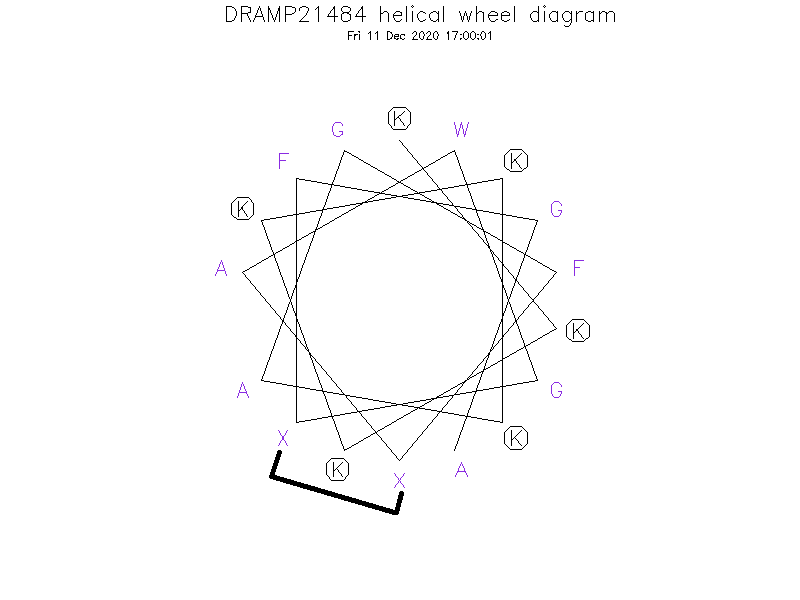 DRAMP21484 helical wheel diagram
Fri 11 Dec 2020 17:00:01
K
G W
F K
K G
A F
K
A G
X K
K X A